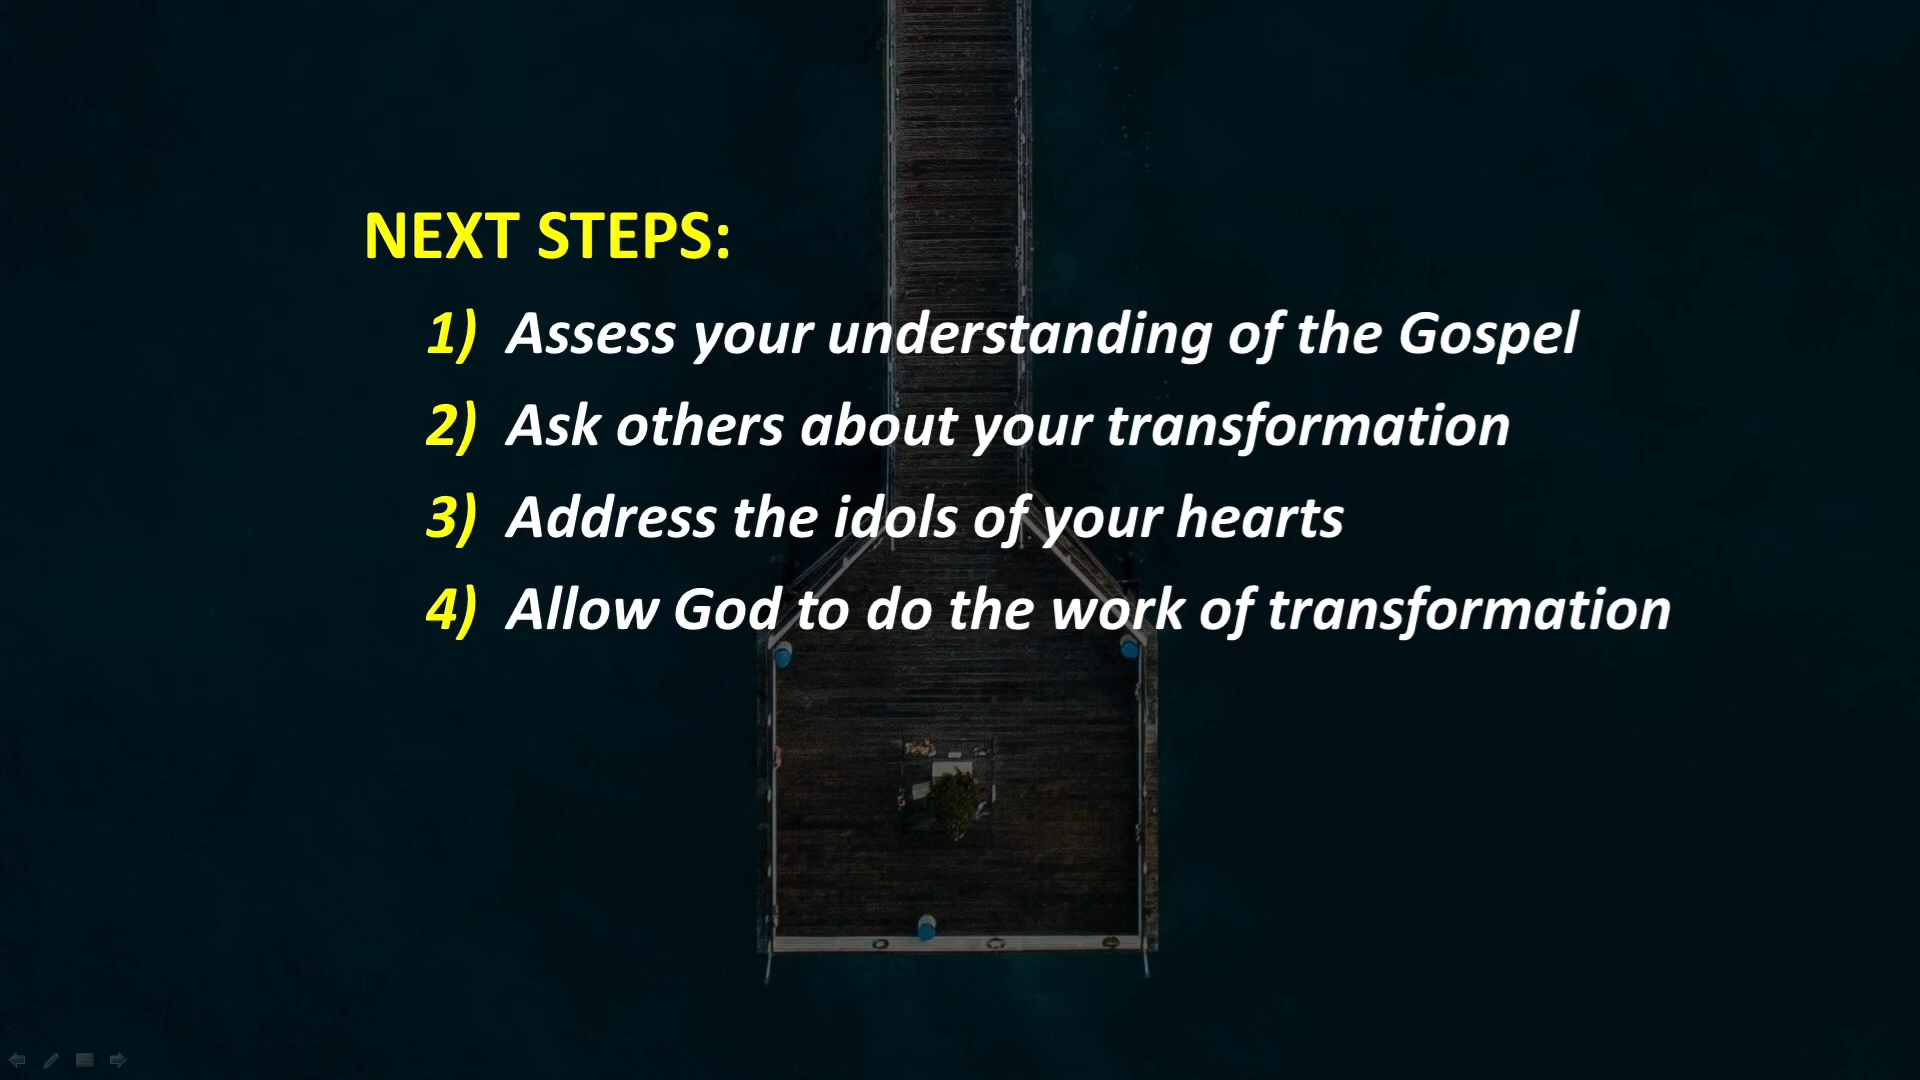 NEXT STEPS:
1) Assess your understanding of the Gospel
2) Ask others about your transformation
3) Address the idols of your hearts
4) Allow God to do the work of transformation